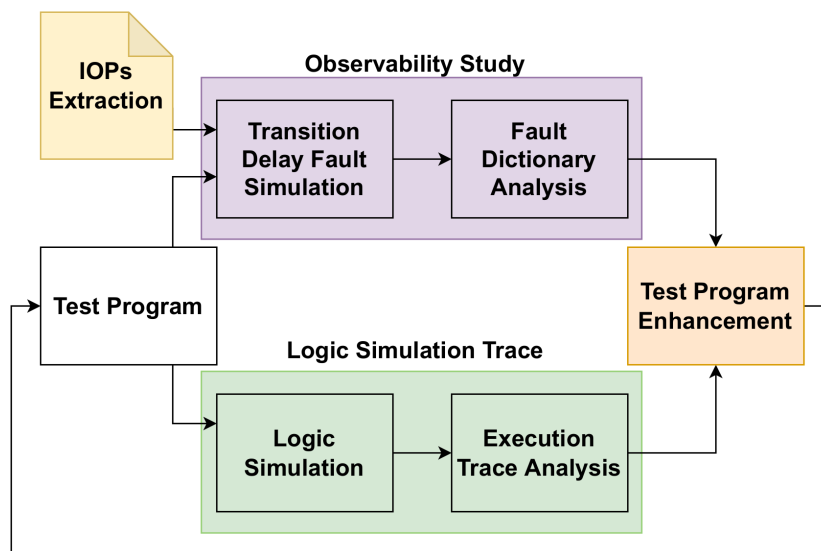 IOPs
Extraction
Observability Study
Transition
Delay Fault
Simulation
Fault
Dictionary
Analysis
Test Program
Test Program
Enhancement
Logic Simulation Trace
Logic
Simulation
Execution
Trace Analysis